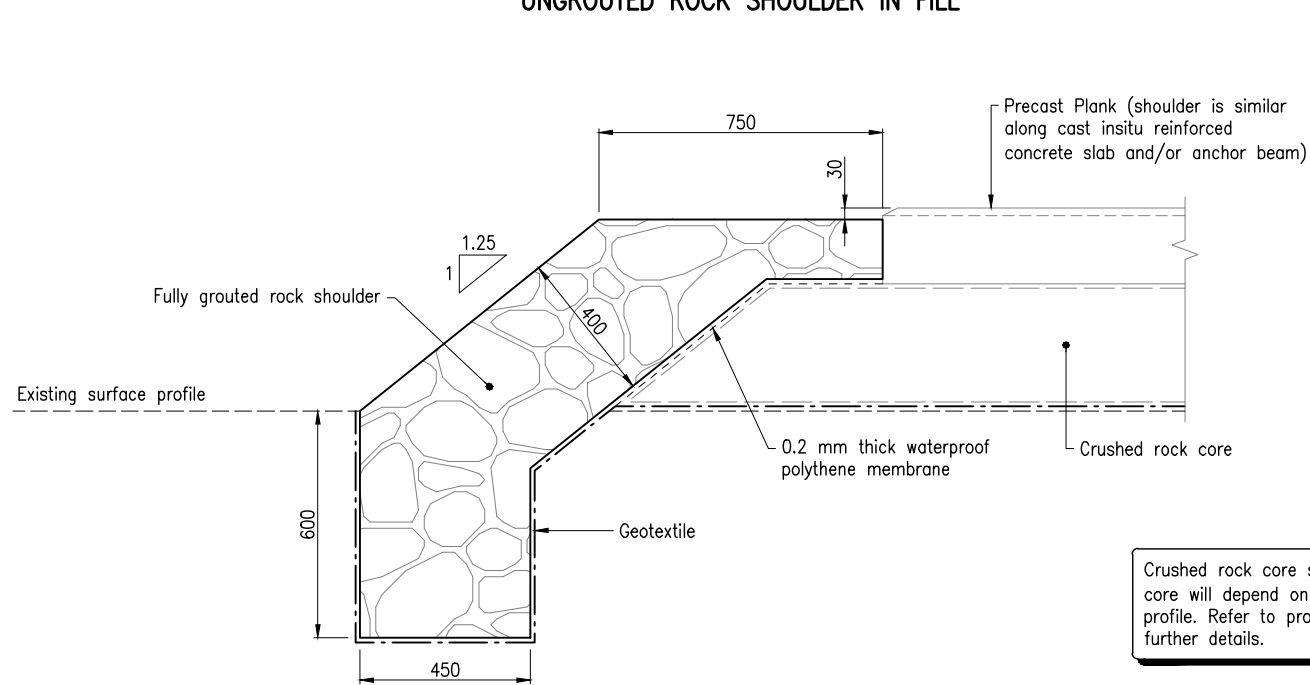 UNGROUTED ROCK SHOULDER IN FILL
Precast Plank (shoulder is similar
along cast insitu reinforced
concrete slab and/or anchor beam)
750
30
1.25
1
Fully grouted rock shoulder
400
Existing surface profile
0.2 mm thick waterproof
polythene membrane
Crushed rock core
600
Geotextile
Crushed rock core
core will depend on
profile. Refer to
further details.
450